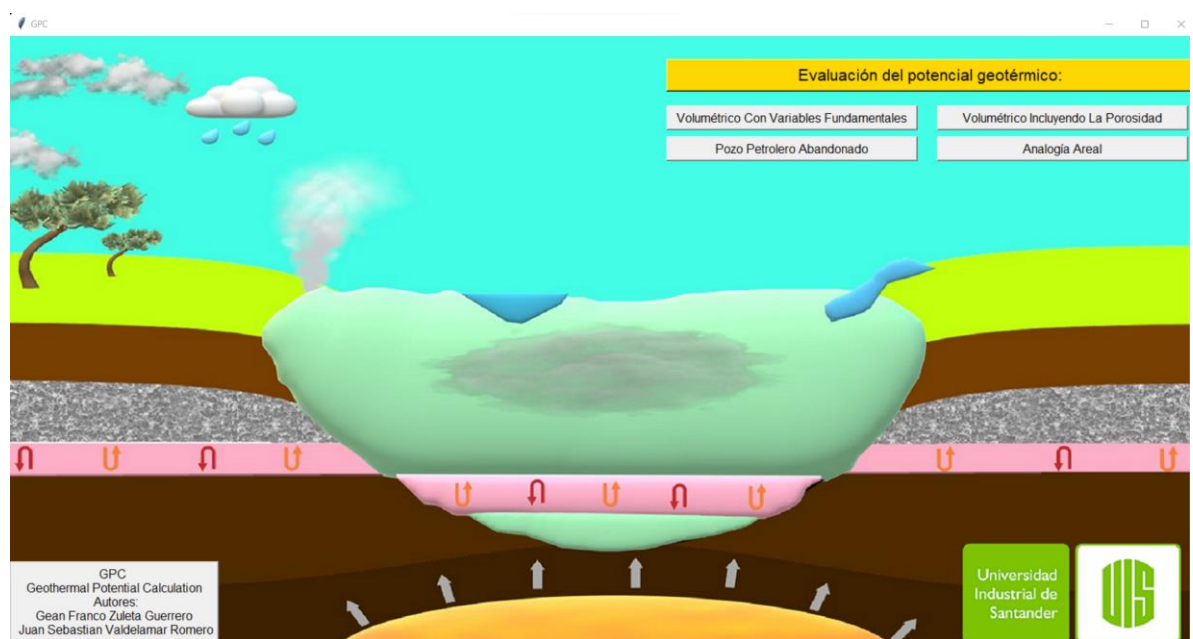 GPC
Evaluación del potencial geotérmico:
Volumétrico Con Variables Fundamentales
Volumétrico Incluyendo La Porosidad
Pozo Petrolero Abandonado
Analogía Areal
GPC
Geothermal Potential Calculation
Autores:
Gean Franco Zuleta Guerrero
Juan Sebastian Valdelamar Romero
Universidad
Industrial de
Santander
UIS